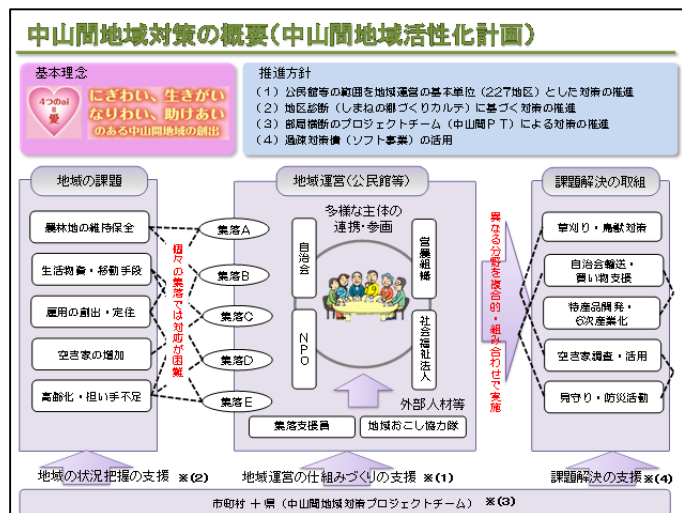 中山間地域対策の概要(中山間地域活性化計画)
基本理念
4つのai
＝
愛
にぎわい、生きがい
なりわい、助けあい
のある中山間地域の創出
推進方針
(1)公民館等の範囲を地域運営の基本単位(227地区)とした対策の推進
(2)地区診断(しまねの郷づくりカルテ)に基づく対策の推進
(3)部局横断のプロジェクトチーム(中山間PT)による対策の推進
(4)過疎対策債(ソフト事業)の活用
地域の課題
農林地の維持保全
生活物資・移動手段
雇用の創出・定住
空き家の増加
高齢化・担い手不足
個々の集落では対応が困難
集落A
集落B
集落C
集落D
集落E
地域運営(公民館等)
多様な主体の
連携・参画
自治会
営農組織
NPO
社会福祉法人
外部人材等
集落支援員
地域おこし協力隊
異なる分野を複合的・組み合わせて実施
課題解決の取組
草刈り・鳥獣対策
自治会輸送・
買い物支援
特産品開発・
6次産業化
空き家調査・活用
見守り・防災活動
地域の状況把握の支援 ※(2)
地域運営の仕組みづくりの支援 ※(1)
課題解決の支援※(4)
市町村＋県(中山間地域対策プロジェクトチーム) ※(3)